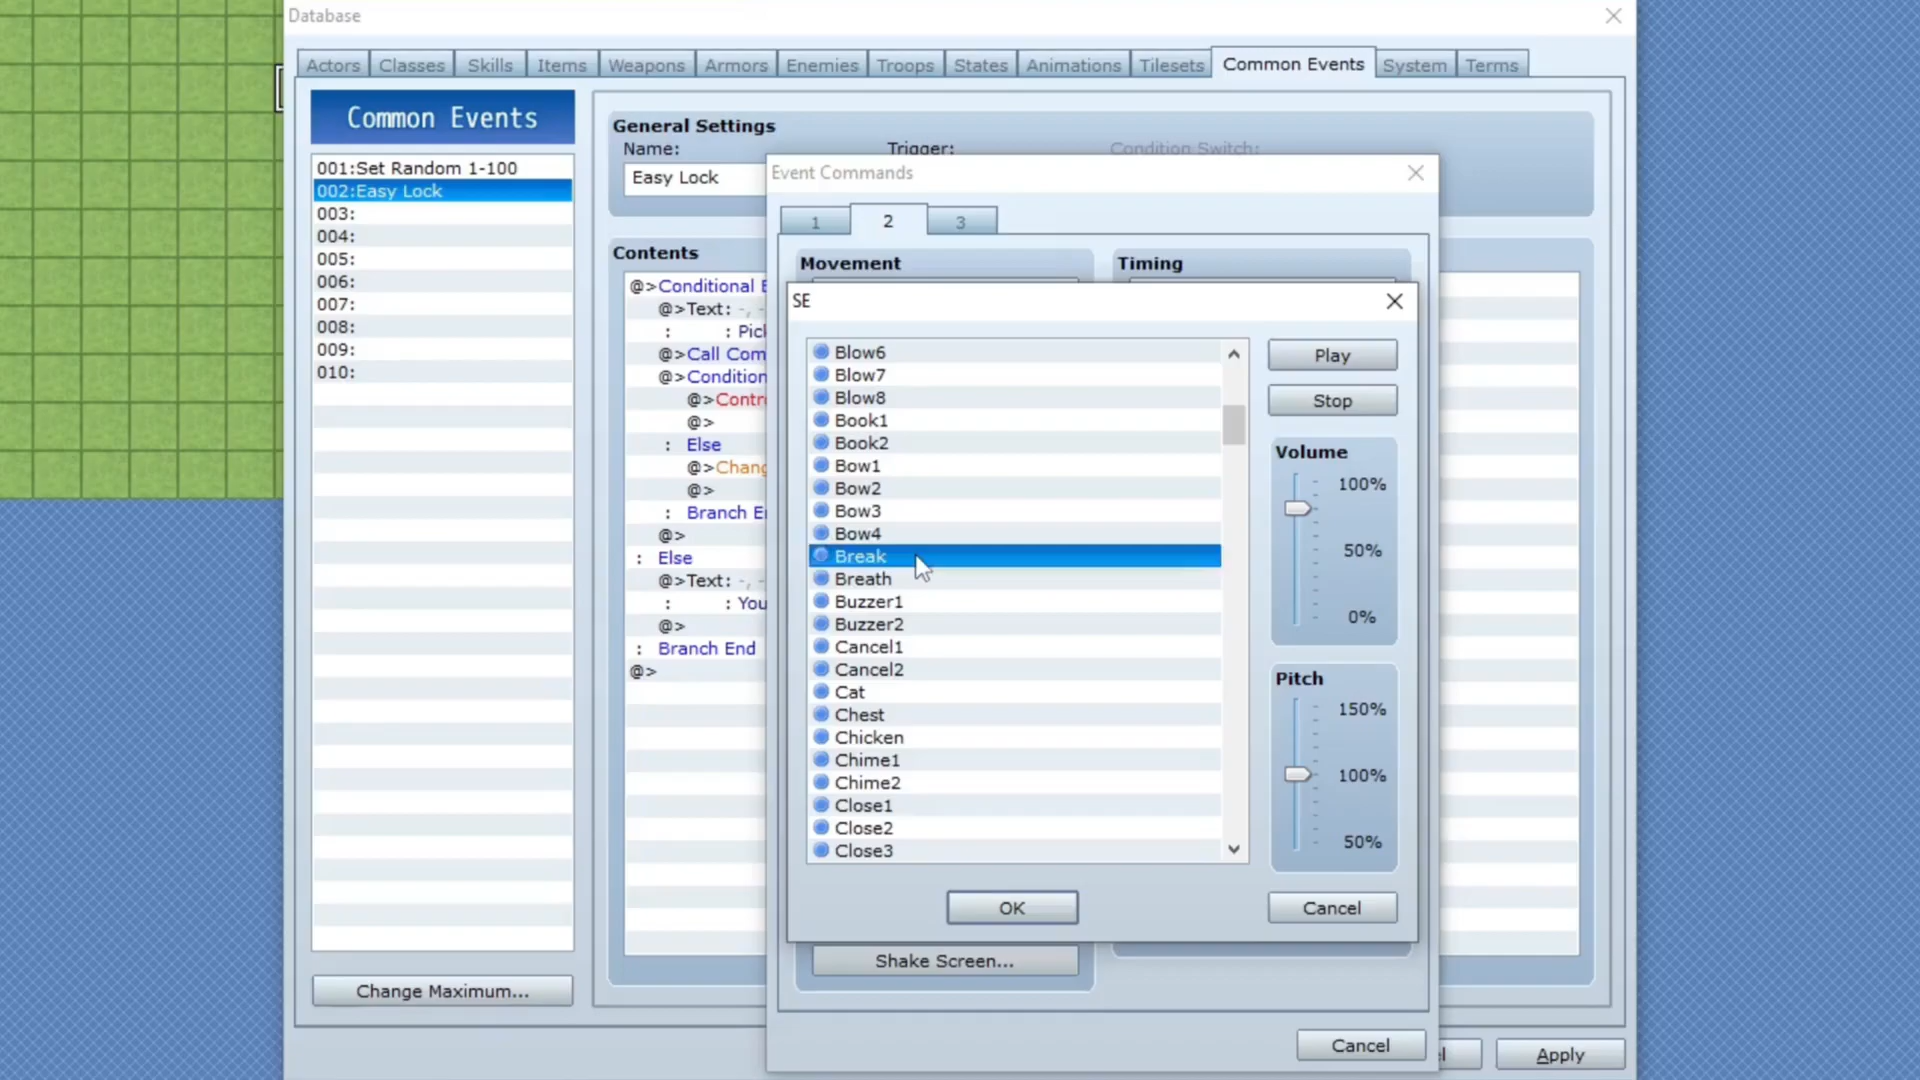 Database
Actors Classes Skills Items Weapons Armors Enemies Troops States Animations Tilesets Common Events System Terms
Common Events
001:Set Random 1-100
002:Easy Lock
003:
004:
005:
006:
007:
008:
009:
010:
Change Maximum...
General Settings
Name: Trigger: Condition Switch:
Easy Lock
Contents
@>Conditional
@>Text: -, -
: : Pick
@>Call Com
@>Condition
@>Contr
@>
: Else
@>Chang
@>
: Branch
@>
: Else
@>Text: -, -
: : You
@>
: Branch End
@>
Event Commands
1 2 3
Movement Timing
SE
Blow6
Blow7
Blow8
Book1
Book2
Bow1
Bow2
Bow3
Bow4
Break
Breath
Buzzer1
Buzzer2
Cancel1
Cancel2
Cat
Chest
Chicken
Chime1
Chime2
Close1
Close2
Close3
Play
Stop
Volume
100%
50%
0%
Pitch
150%
100%
50%
OK Cancel
Shake Screen...
Cancel
Apply